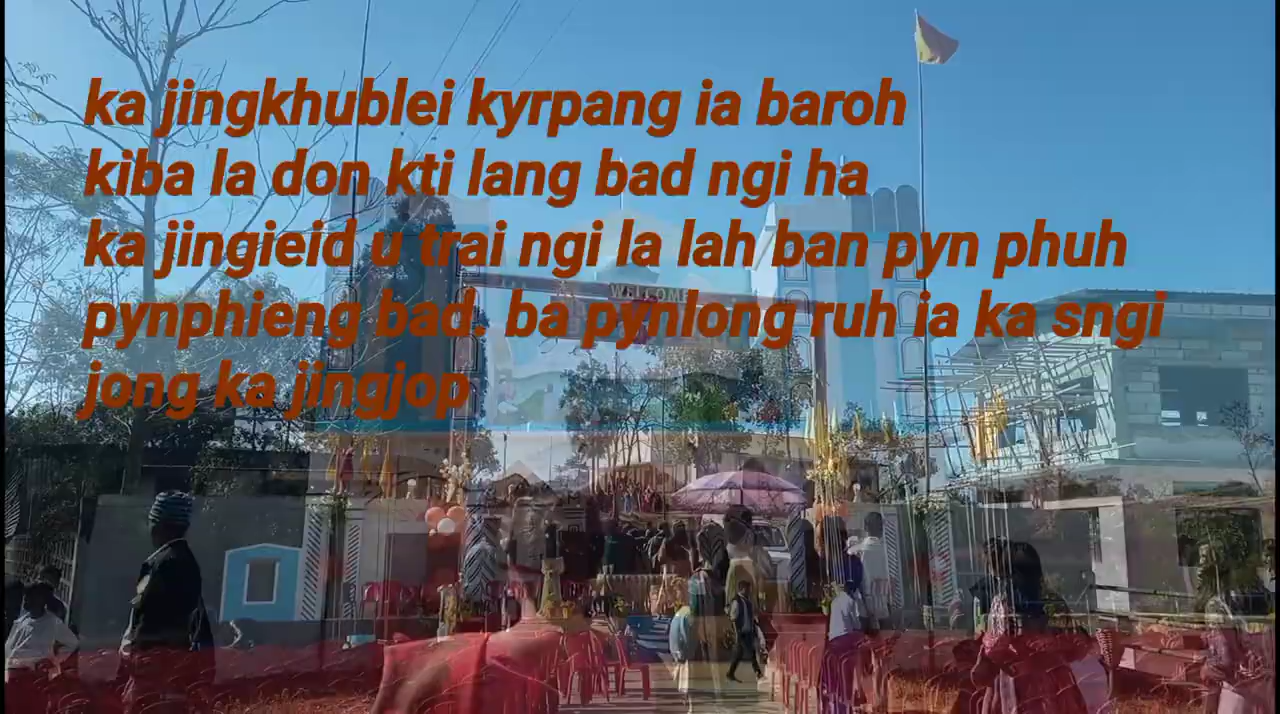 ka jingkhublei kyrpang ia baroh
kiba la don kti lang bad ngi ha
ka jingieid u trai ngi la lah ban pyn phuh
pynphieng bad. ba pynlong ruh ia ka sngi
jong ka jingjop
WELCOME